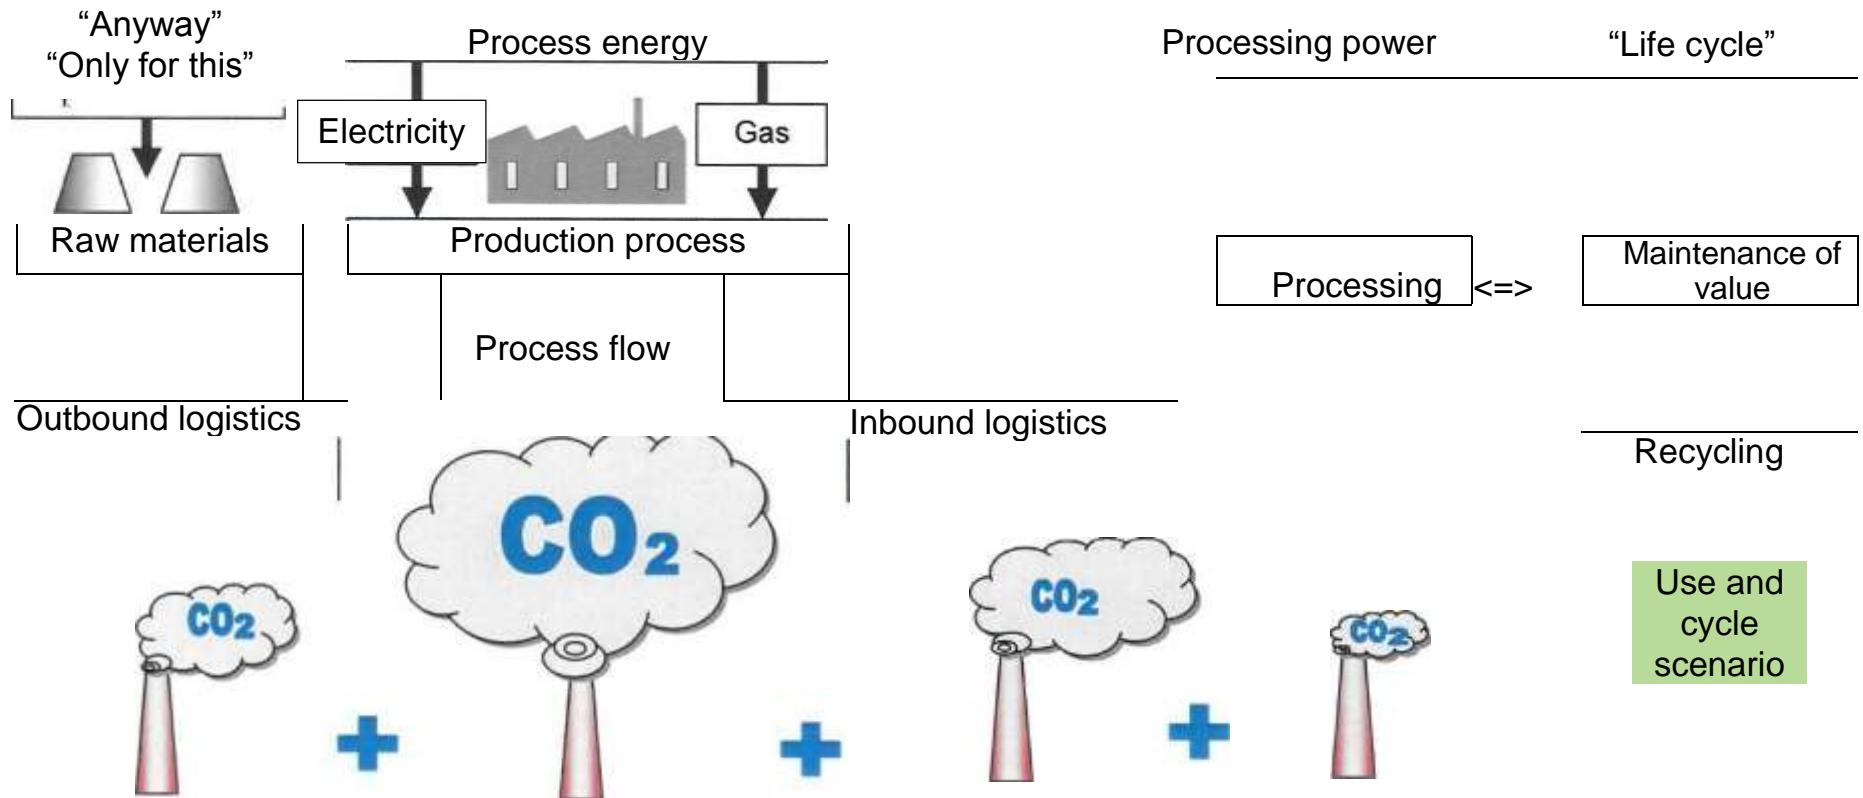 “Anyway”
“Only for this”
Process energy
Processing power
“Life cycle”
Electricity
Gas
Raw materials
Production process
Processing
<=>
Maintenance of
value
Process flow
Outbound logistics
Inbound logistics
Recycling
CO2
CO2
CO2
CO2
Use and
cycle
scenario